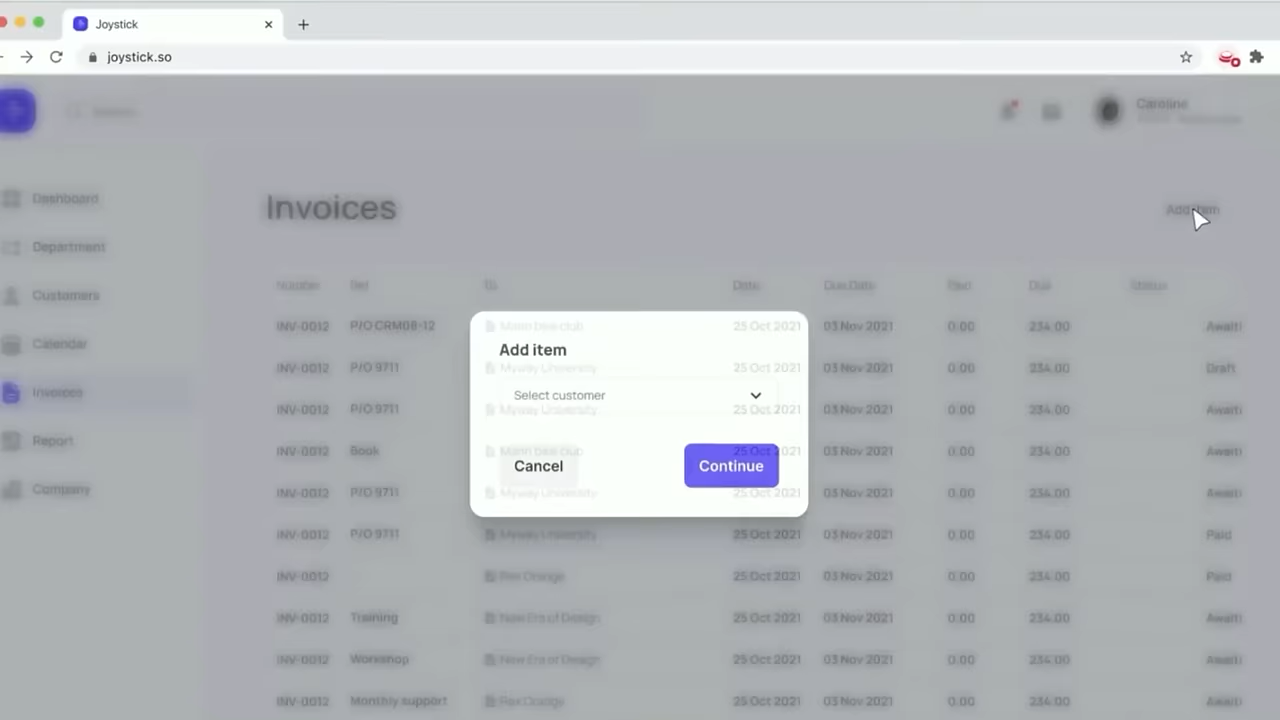 Joystick
joystick.so
Search
Caroline
Dashboard
Department
Customers
Calendar
Invoices
Report
Company
Invoices
Add item
Number Ref To Date Due Date Paid Due Status
INV-0012 P/O CRM08-12 Mann bewi club 25 Oct 2021 03 Nov 2021 0.00 234.00 Awaiti
INV-0012 P/O 9711 Myway University 25 Oct 2021 03 Nov 2021 0.00 234.00 Draft
INV-0012 P/O 9711 Myway University 25 Oct 2021 03 Nov 2021 0.00 234.00 Awaiti
INV-0012 Book 25 Oct 2021 03 Nov 2021 0.00 234.00 Awaiti
INV-0012 P/O 9711 Myway University 25 Oct 2021 03 Nov 2021 0.00 234.00 Awaiti
INV-0012 P/O 9711 Myway University 25 Oct 2021 03 Nov 2021 0.00 234.00 Paid
INV-0012 Rex Orange 25 Oct 2021 03 Nov 2021 0.00 234.00 Paid
INV-0012 Training New Era of Design 25 Oct 2021 03 Nov 2021 0.00 234.00 Awaiti
INV-0012 Workshop New Era of Design 25 Oct 2021 03 Nov 2021 0.00 234.00 Awaiti
INV-0012 Monthly support 25 Oct 2021 03 Nov 2021 0.00 234.00 Awaiti
Add item
Select customer
Cancel
Continue